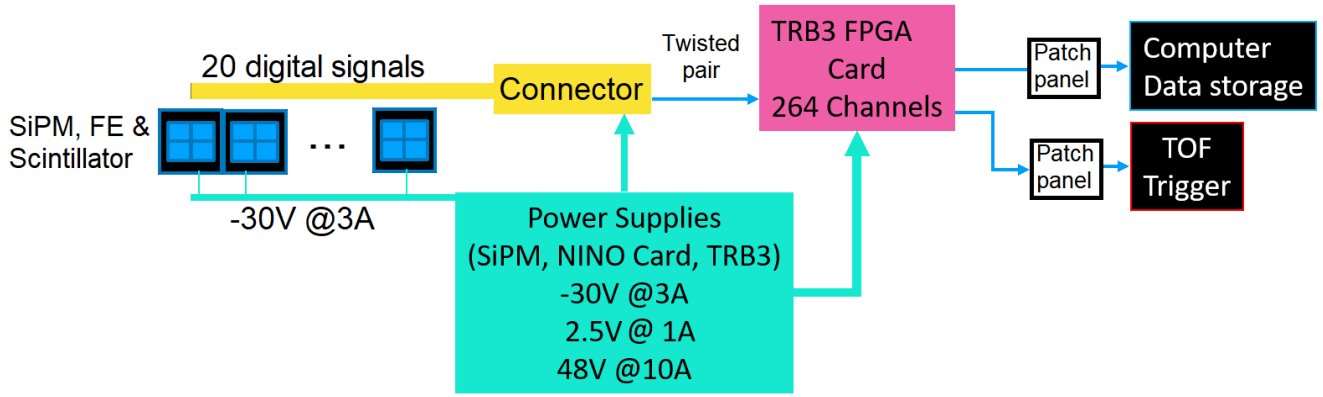 20 digital signals
Connector
Twisted
pair
TRB3 FPGA
Card
264 Channels
Patch
panel
Computer
Data storage
SiPM, FE &
Scintillator
...
Patch
panel
TOF
Trigger
-30V @3A
Power Supplies
(SiPM, NINO Card, TRB3)
-30V @3A
2.5V @ 1A
48V @10A